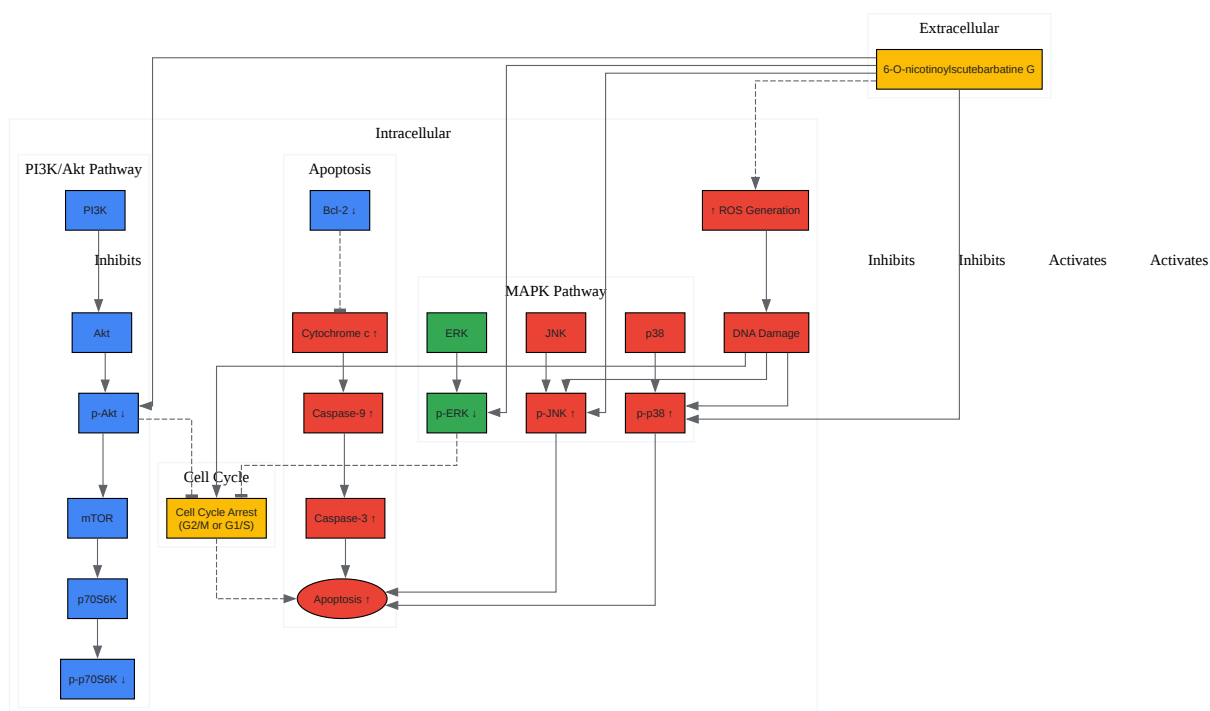 Extracellular
6-O-nicotinoylscutebarbatine G
Intracellular
PI3K/Akt Pathway
Apoptosis
PI3K
Bcl-2 ↓
↑ ROS Generation
Inhibits
Inhibits
Inhibits
Activates
Activates
MAPK Pathway
Akt
Cytochrome c ↑
ERK
JNK
p38
DNA Damage
p-Akt ↓
Caspase-9 ↑
p-ERK ↓
p-JNK ↑
p-p38 ↑
Cell Cycle
mTOR
Cell Cycle Arrest
(G2/M or G1/S)
Caspase-3 ↑
p70S6K
Apoptosis ↑
p-p70S6K ↓